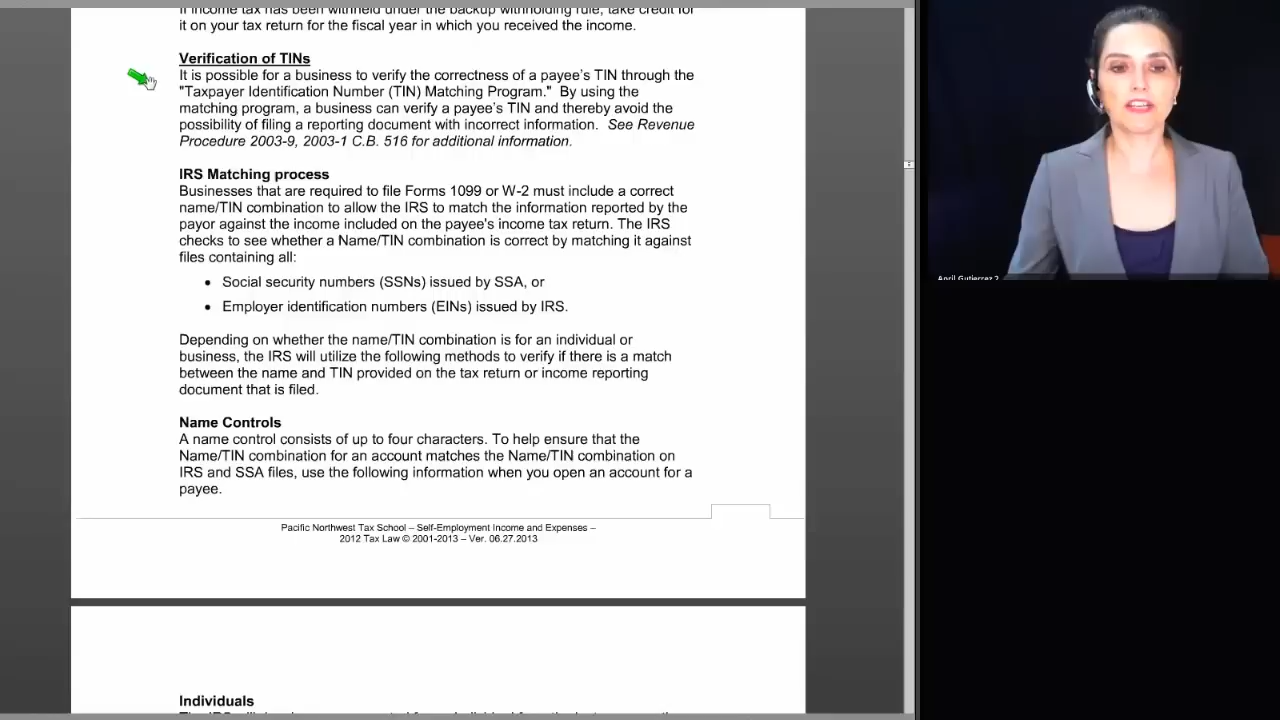 If income tax has been withheld under the backup withholding rule, take credit for
it on your tax return for the fiscal year in which you received the income.
Verification of TINs
It is possible for a business to verify the correctness of a payee's TIN through the
"Taxpayer Identification Number (TIN) Matching Program." By using the
matching program, a business can verify a payee's TIN and thereby avoid the
possibility of filing a reporting document with incorrect information. See Revenue
Procedure 2003-9, 2003-1 C.B. 516 for additional information.
IRS Matching process
Businesses that are required to file Forms 1099 or W-2 must include a correct
name/TIN combination to allow the IRS to match the information reported by the
payor against the income included on the payee's income tax return. The IRS
checks to see whether a Name/TIN combination is correct by matching it against
files containing all:
• Social security numbers (SSNs) issued by SSA, or
• Employer identification numbers (EINs) issued by IRS.
Depending on whether the name/TIN combination is for an individual or
business, the IRS will utilize the following methods to verify if there is a match
between the name and TIN provided on the tax return or income reporting
document that is filed.
Name Controls
A name control consists of up to four characters. To help ensure that the
Name/TIN combination for an account matches the Name/TIN combination on
IRS and SSA files, use the following information when you open an account for a
payee.
Pacific Northwest Tax School – Self-Employment Income and Expenses –
2012 Tax Law © 2001-2013 – Ver. 06.27.2013
Individuals
April Gutierrez 2